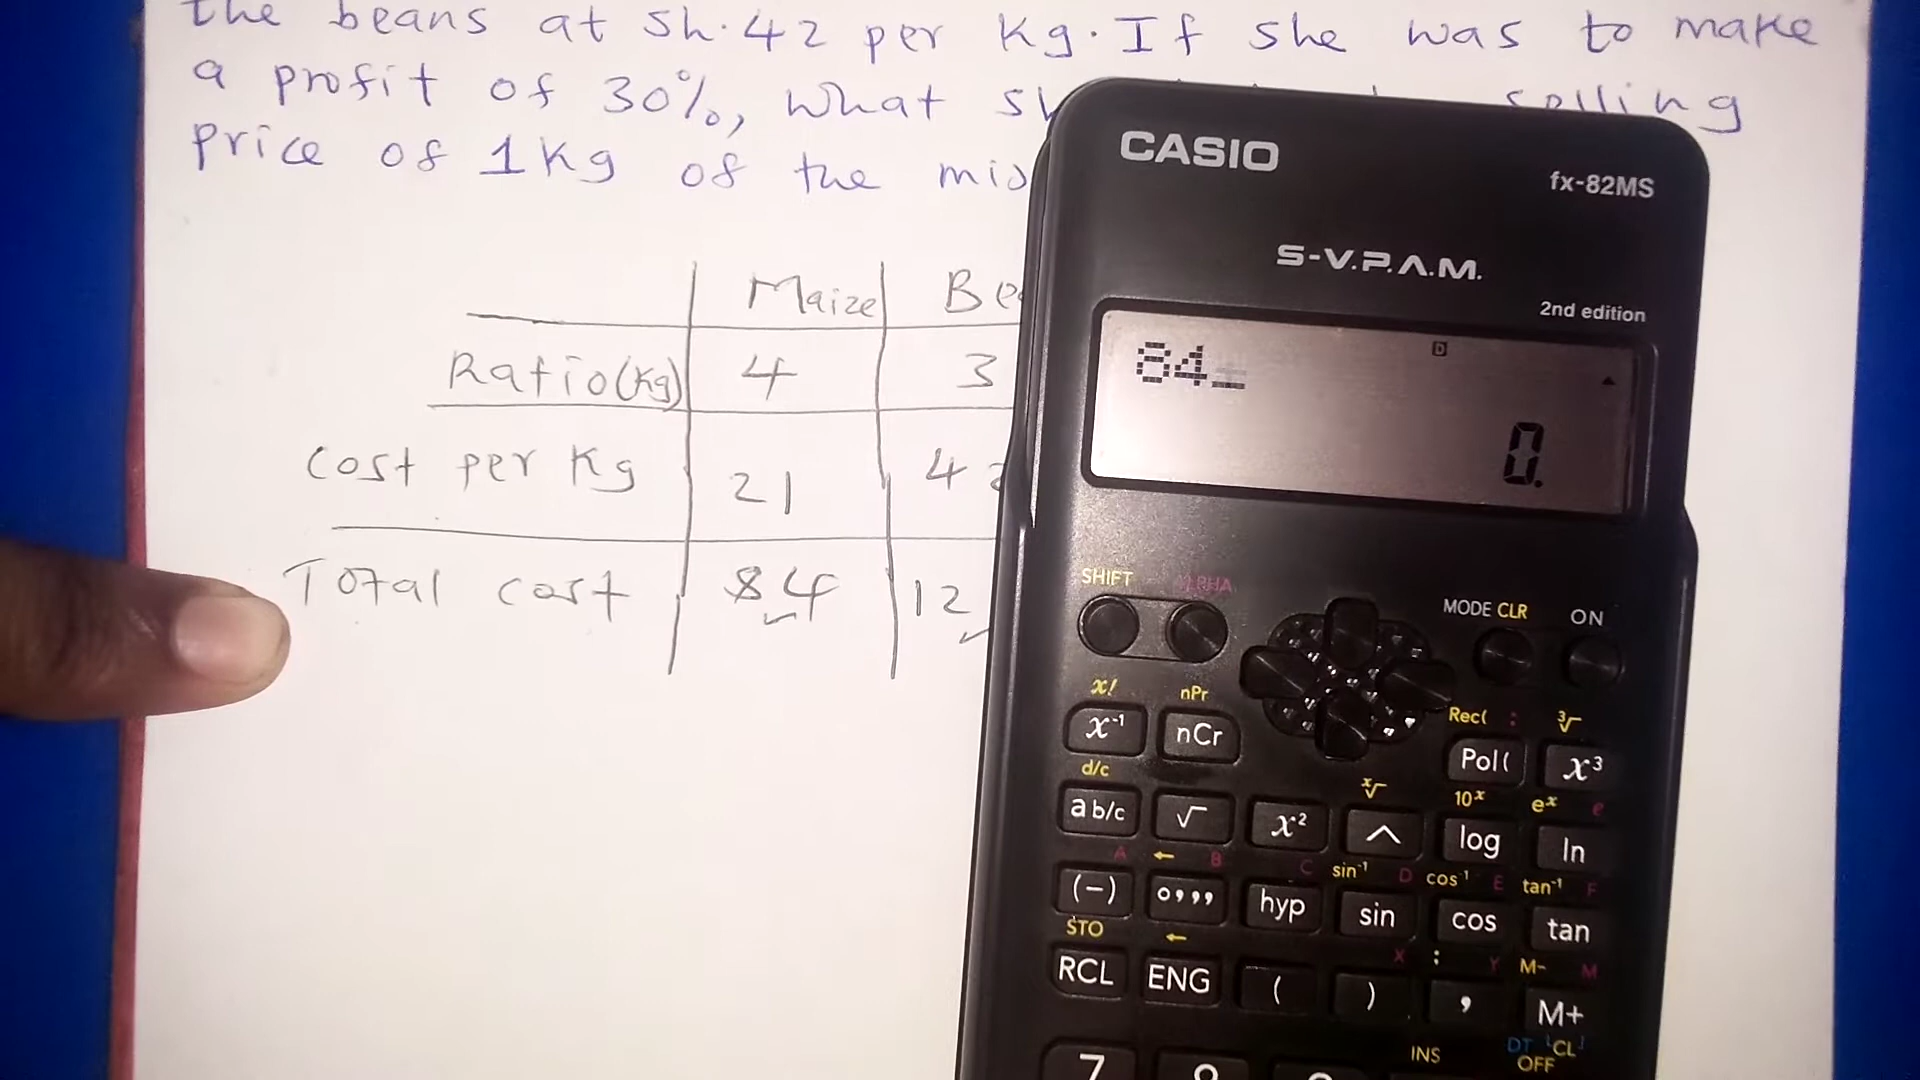 the beans at sh.42 per Kg. If she was to make
a profit of 30%, what selling
price of 1Kg of the
Maize
Ratio(Kg) 4 3
Cost per Kg 21
Total cost 84
CASIO
fx-82MS
S-V.P.A.M.
2nd edition
84
0.
SHIFT ALPHA MODE CLR ON
x! nPr Rec( : ³√
x⁻¹ nCr Pol( x³
d/c ˣ√ 10ˣ eˣ e
a b/c √ x² ^ log ln
A ← B C sin⁻¹ D cos⁻¹ E tan⁻¹ F
(−) o,,, hyp sin cos tan
STO ← X : Y M- M
RCL ENG ( ) , M+
INS DT CL OFF
7